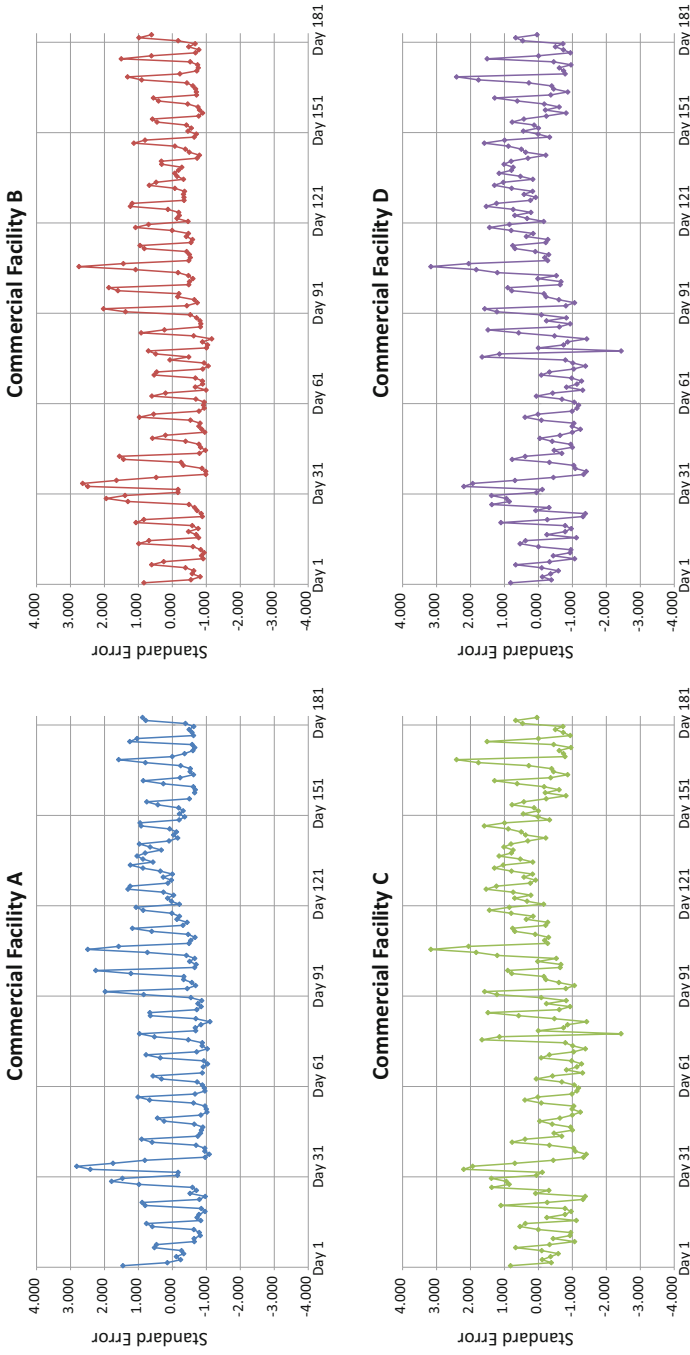 Commercial Facility A
4.000
3.000
2.000
1.000
0.000
-1.000
-2.000
-3.000
-4.000
Standard Error
Day 1
Day 31
Day 61
Day 91
Day 121
Day 151
Day 181
Commercial Facility B
4.000
3.000
2.000
1.000
0.000
-1.000
-2.000
-3.000
-4.000
Standard Error
Day 1
Day 31
Day 61
Day 91
Day 121
Day 151
Day 181
Commercial Facility C
4.000
3.000
2.000
1.000
0.000
-1.000
-2.000
-3.000
-4.000
Standard Error
Day 1
Day 31
Day 61
Day 91
Day 121
Day 151
Day 181
Commercial Facility D
4.000
3.000
2.000
1.000
0.000
-1.000
-2.000
-3.000
-4.000
Standard Error
Day 1
Day 31
Day 61
Day 91
Day 121
Day 151
Day 181